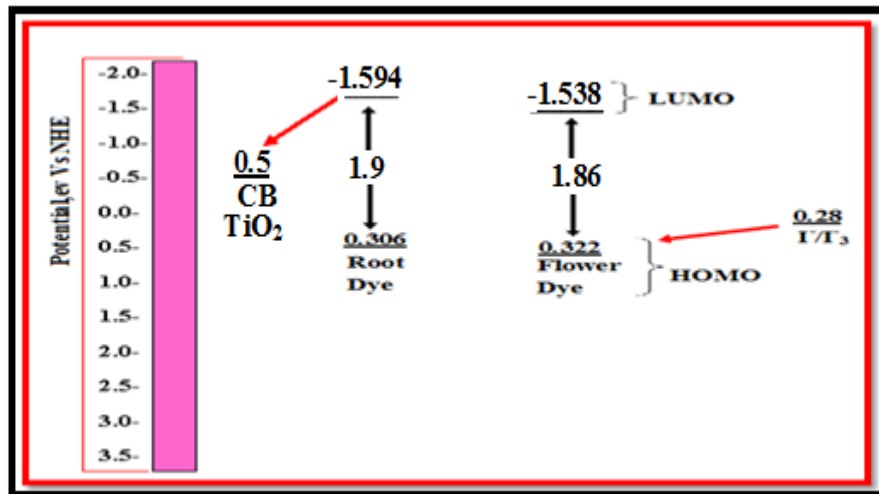 Potential,ev Vs NHE
-2.0-
-1.5-
-1.0-
-0.5-
0.0-
0.5-
1.0-
1.5-
2.0-
2.5-
3.0-
3.5-
0.5
CB
TiO₂
-1.594
1.9
0.306
Root
Dye
-1.538
1.86
0.322
Flower
Dye
LUMO
HOMO
0.28
I⁻/I⁻₃